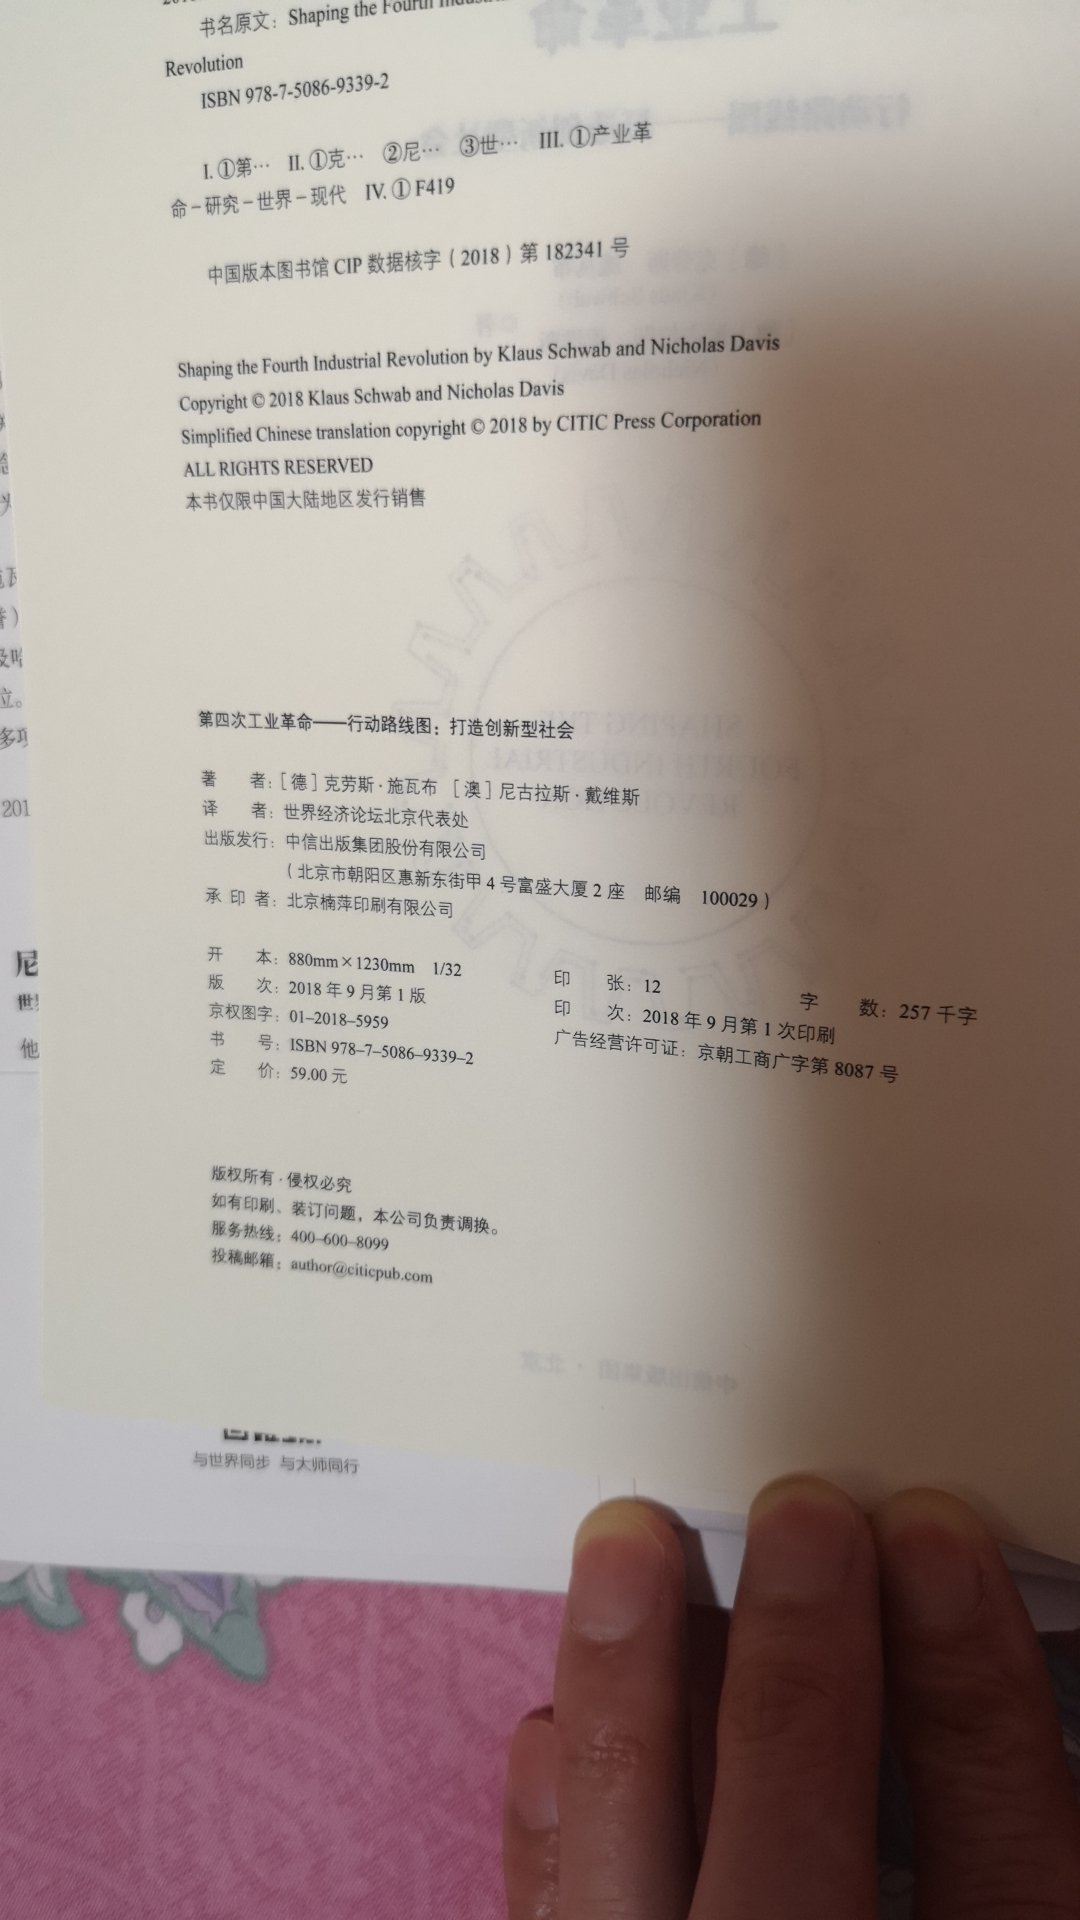 书名原文：Shaping the Fourth
Revolution
ISBN 978-7-5086-9339-2
I. ①第… II. ①克… ②尼… ③世… III. ①产业革
命－研究－世界－现代 IV. ① F419
中国版本图书馆 CIP 数据核字（2018）第 182341 号
Shaping the Fourth Industrial Revolution by Klaus Schwab and Nicholas Davis
Copyright © 2018 Klaus Schwab and Nicholas Davis
Simplified Chinese translation copyright © 2018 by CITIC Press Corporation
ALL RIGHTS RESERVED
本书仅限中国大陆地区发行销售
第四次工业革命——行动路线图：打造创新型社会
著 者：［德］克劳斯·施瓦布 ［澳］尼古拉斯·戴维斯
译 者：世界经济论坛北京代表处
出版发行：中信出版集团股份有限公司
（北京市朝阳区惠新东街甲 4 号富盛大厦 2 座 邮编 100029）
承 印 者：北京楠萍印刷有限公司
开 本：880mm×1230mm 1/32 印 张：12 字 数：257 千字
版 次：2018 年 9 月第 1 版 印 次：2018 年 9 月第 1 次印刷
京权图字：01–2018–5959 广告经营许可证：京朝工商广字第 8087 号
书 号：ISBN 978–7–5086–9339–2
定 价：59.00 元
版权所有·侵权必究
如有印刷、装订问题，本公司负责调换。
服务热线：400–600–8099
投稿邮箱：author@citicpub.com
与世界同步 与大师同行
位。
多项
201
尼
他